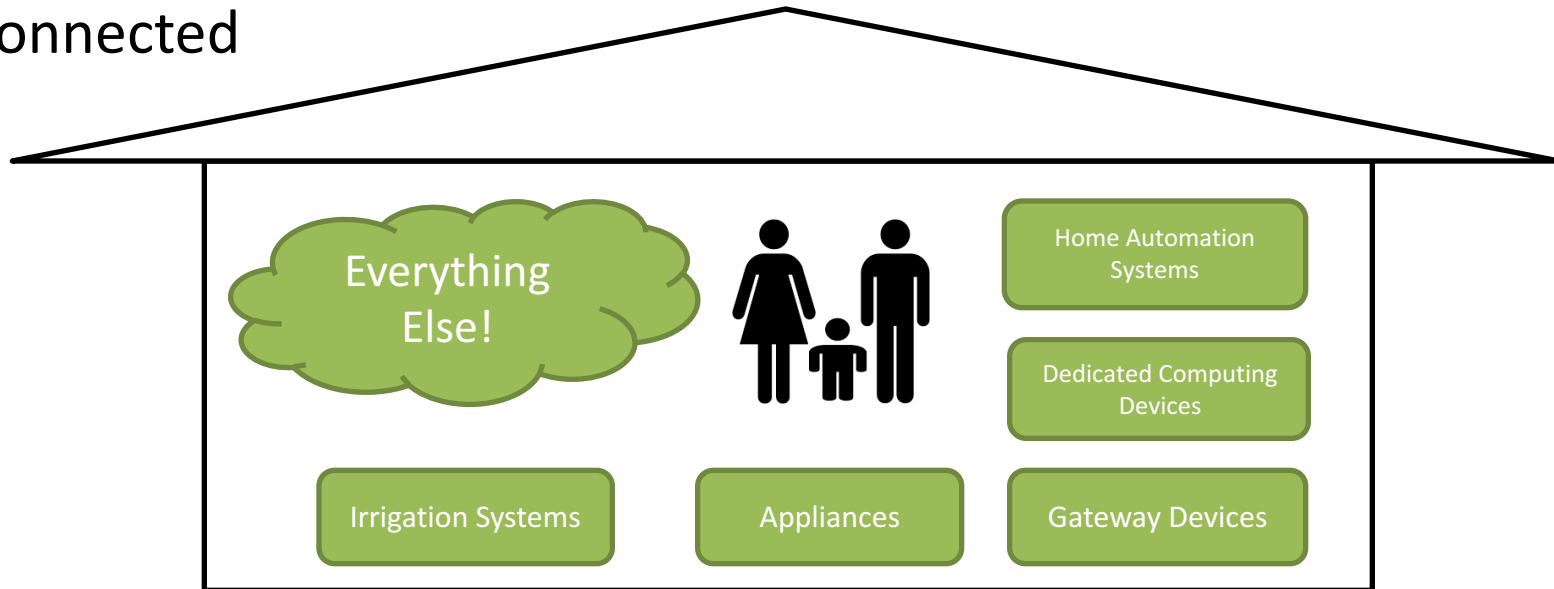 onnected
Everything
Else!
Home Automation
Systems
Dedicated Computing
Devices
Irrigation Systems
Appliances
Gateway Devices